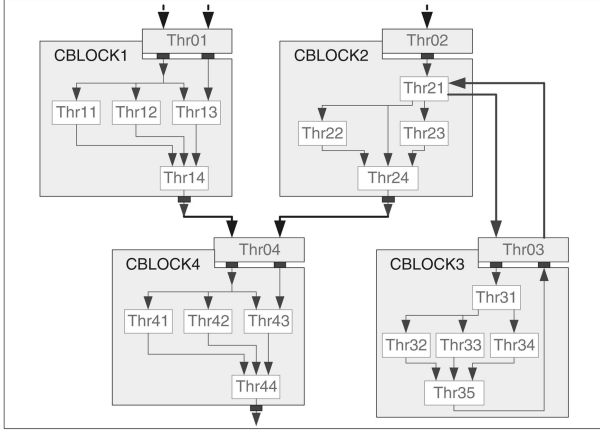 Thr01
CBLOCK1
Thr11 Thr12 Thr13
Thr14
Thr02
CBLOCK2
Thr21
Thr22 Thr23
Thr24
Thr04
CBLOCK4
Thr41 Thr42 Thr43
Thr44
Thr03
CBLOCK3
Thr31
Thr32 Thr33 Thr34
Thr35